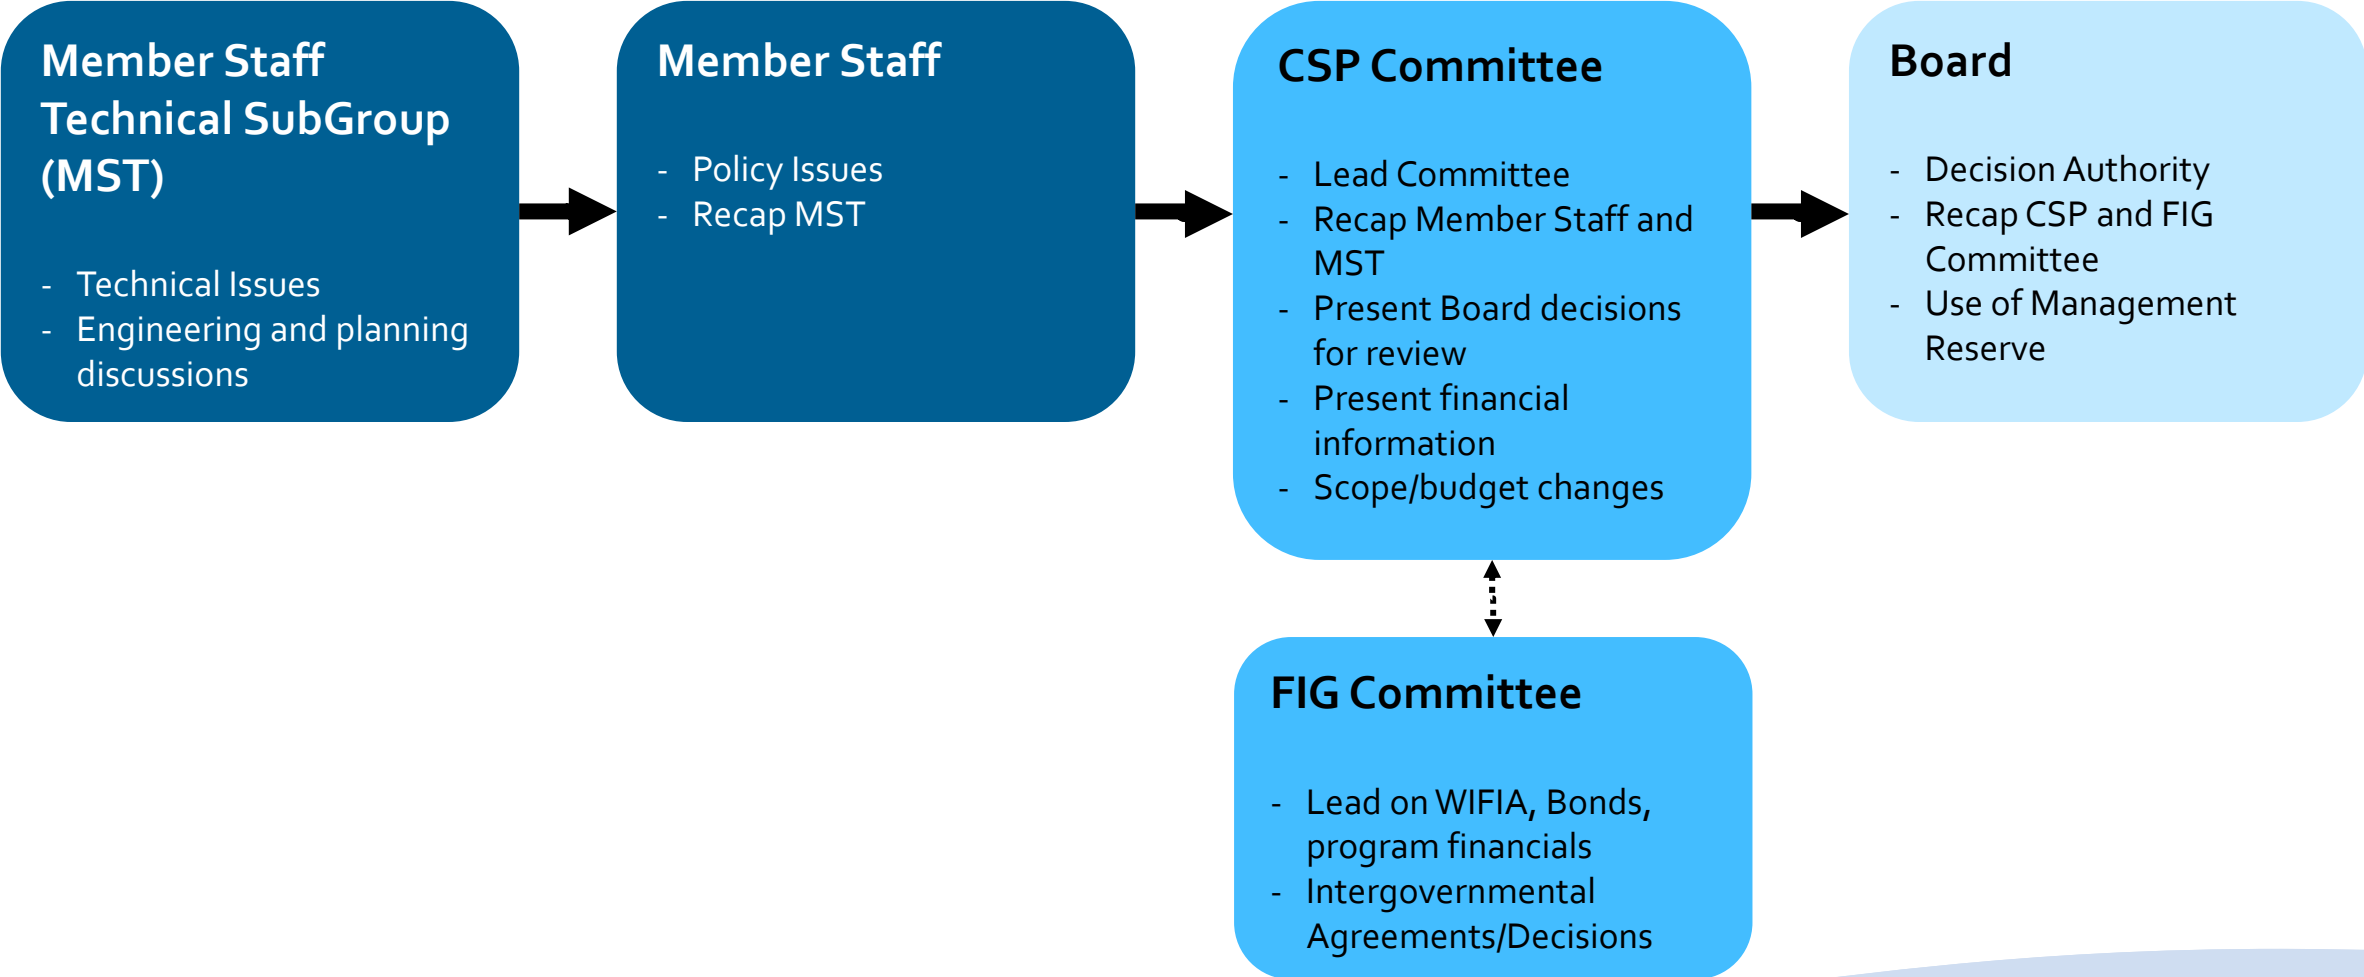 Member Staff
Technical SubGroup
(MST)
- Technical Issues
- Engineering and planning
discussions
Member Staff
- Policy Issues
- Recap MST
CSP Committee
- Lead Committee
- Recap Member Staff and
MST
- Present Board decisions
for review
- Present financial
information
- Scope/budget changes
Board
- Decision Authority
- Recap CSP and FIG
Committee
- Use of Management
Reserve
FIG Committee
- Lead on WIFIA, Bonds,
program financials
- Intergovernmental
Agreements/Decisions